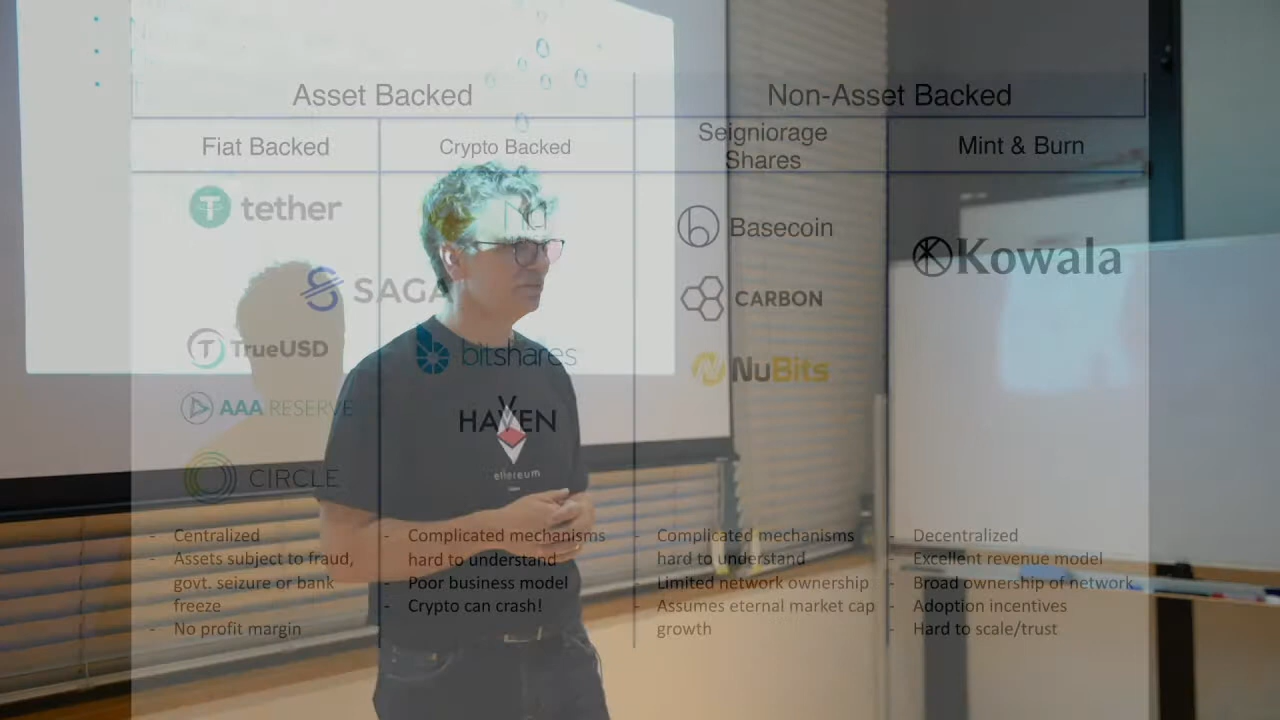 Asset Backed
Non-Asset Backed
Fiat Backed
Crypto Backed
Seigniorage
Shares
Mint & Burn
tether
SAGA
TrueUSD
AAA RESERVE
CIRCLE
bitshares
HAVEN
ethereum
Basecoin
CARBON
NuBits
Kowala
- Centralized
- Assets subject to fraud,
govt. seizure or bank
freeze
- No profit margin
- Complicated mechanisms
hard to understand
- Poor business model
- Crypto can crash!
- Complicated mechanisms
hard to understand
- Limited network ownership
- Assumes eternal market cap
growth
- Decentralized
- Excellent revenue model
- Broad ownership of network
- Adoption incentives
- Hard to scale/trust